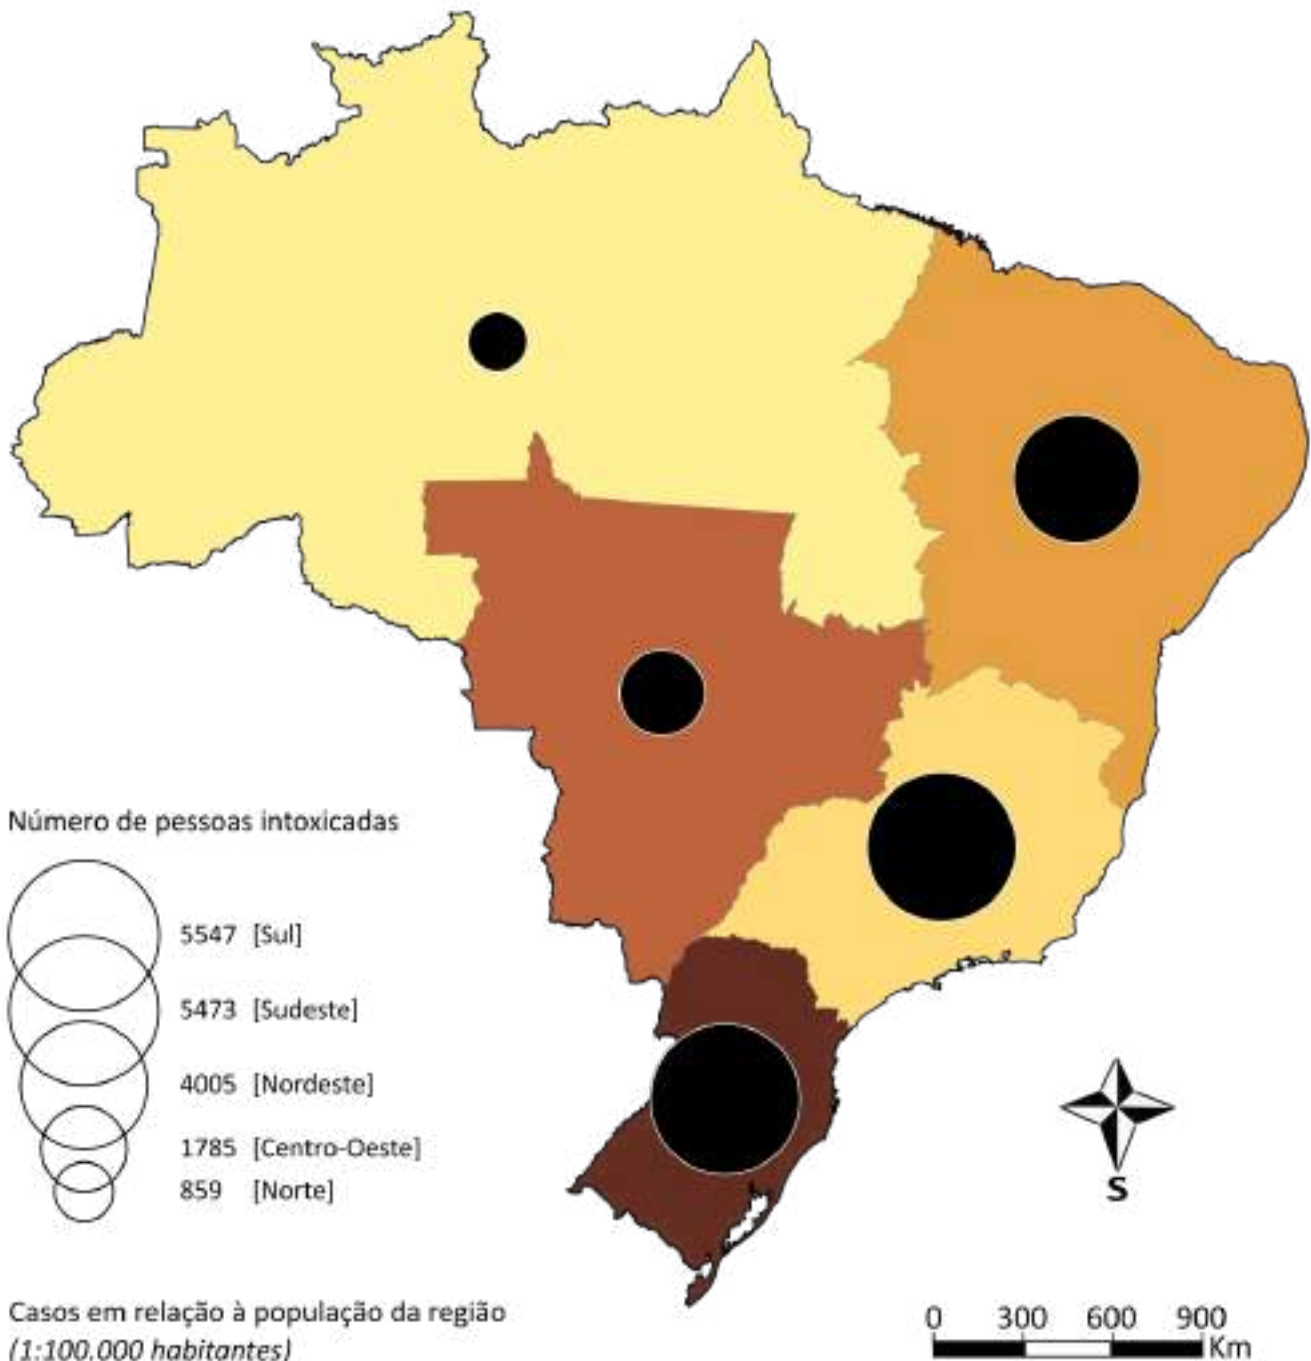 Número de pessoas intoxicadas
5547 [Sul]
5473 [Sudeste]
4005 [Nordeste]
1785 [Centro-Oeste]
859 [Norte]
S
Casos em relação à população da região
(1:100.000 habitantes)
0 300 600 900
Km